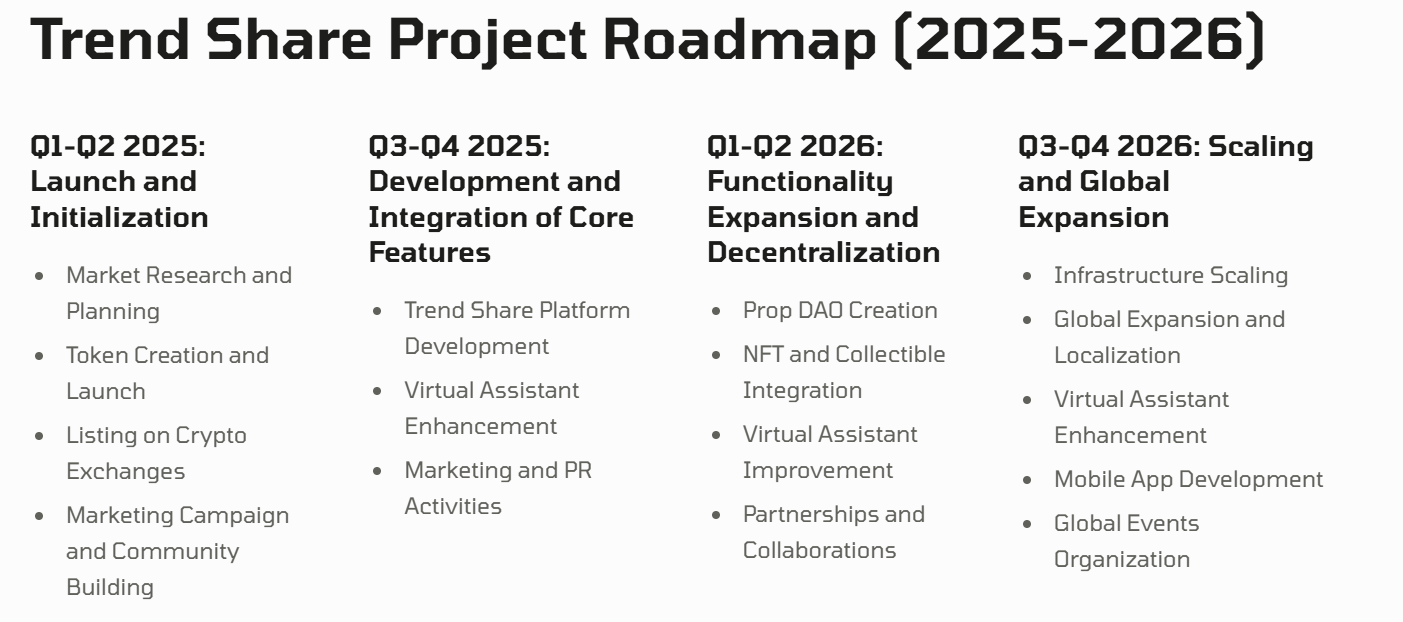 Trend Share Project Roadmap (2025-2026)
Q1-Q2 2025:
Launch and
Initialization
Market Research and
Planning
Token Creation and
Launch
Listing on Crypto
Exchanges
Marketing Campaign
and Community
Building
Q3-Q4 2025:
Development and
Integration of Core
Features
Trend Share Platform
Development
Virtual Assistant
Enhancement
Marketing and PR
Activities
Q1-Q2 2026:
Functionality
Expansion and
Decentralization
Prop DAO Creation
NFT and Collectible
Integration
Virtual Assistant
Improvement
Partnerships and
Collaborations
Q3-Q4 2026: Scaling
and Global
Expansion
Infrastructure Scaling
Global Expansion and
Localization
Virtual Assistant
Enhancement
Mobile App Development
Global Events
Organization